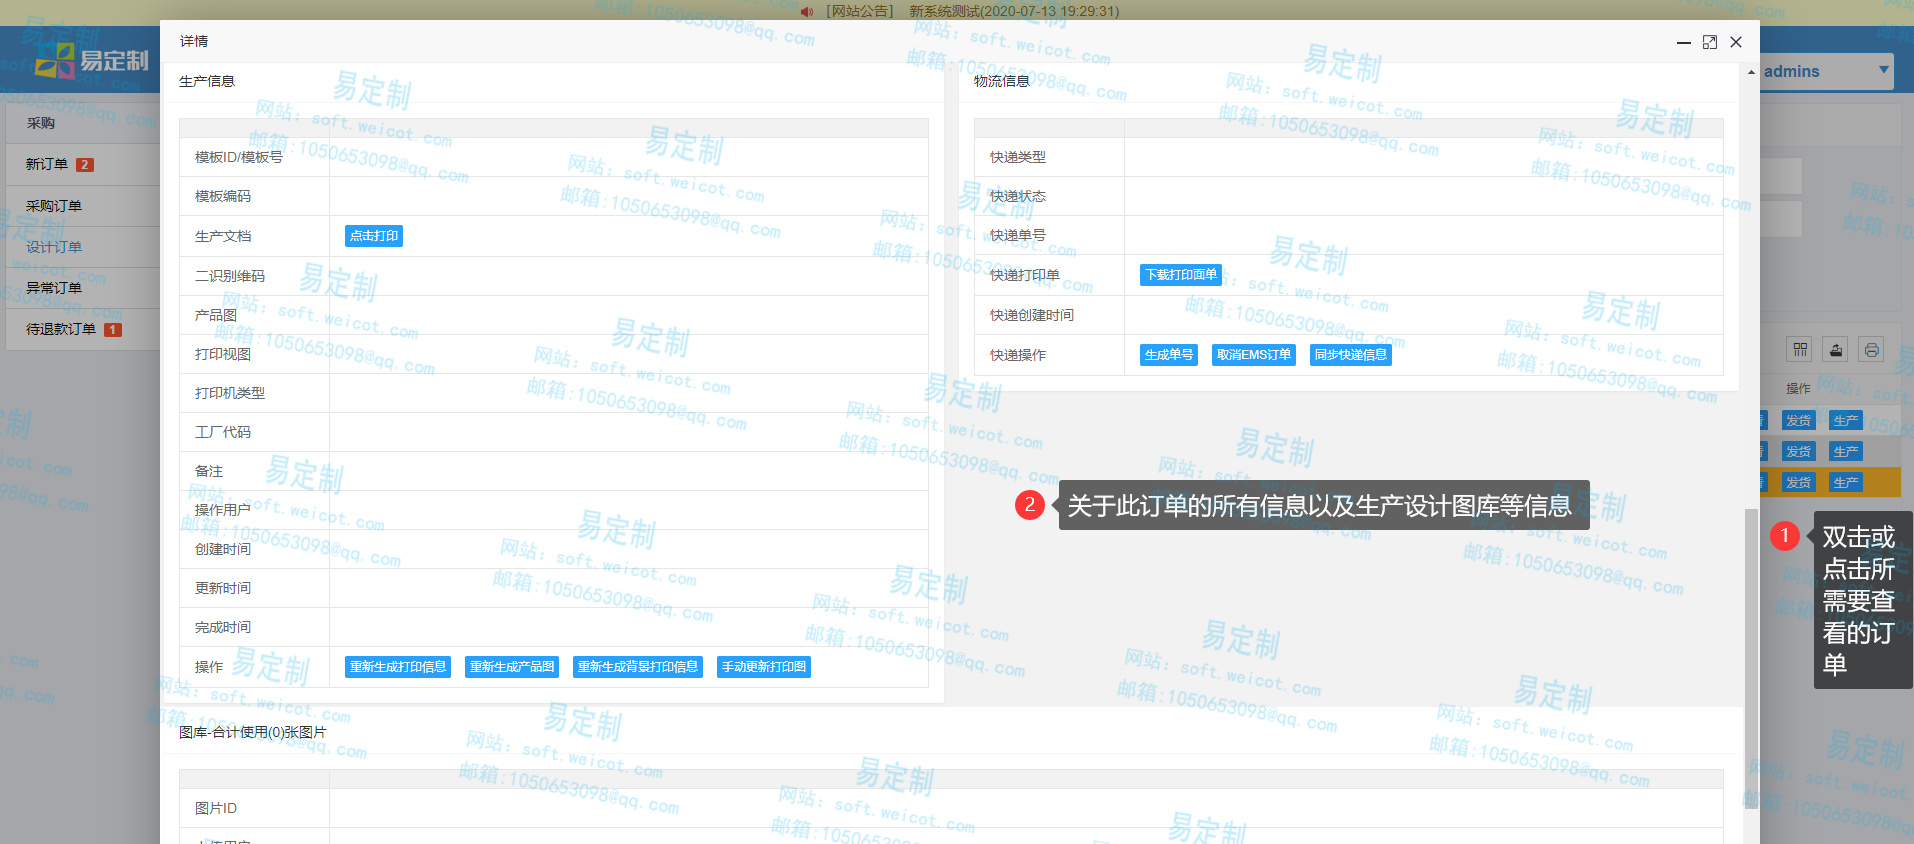 [网站公告] 新系统测试(2020-07-13 19:29:31)
易定制
admins
详情
采购
新订单 2
采购订单
设计订单
异常订单
待退款订单 1
生产信息
模板ID/模板号
模板编码
生产文档 点击打印
二识别维码
产品图
打印视图
打印机类型
工厂代码
备注
操作用户
创建时间
更新时间
完成时间
操作 重新生成打印信息 重新生成产品图 重新生成背景打印信息 手动更新打印图
物流信息
快递类型
快递状态
快递单号
快递打印单 下载打印面单
快递创建时间
快递操作 生成单号 取消EMS订单 同步快递信息
2 关于此订单的所有信息以及生产设计图库等信息
操作
发货 生产
发货 生产
发货 生产
1 双击或
点击所
需要查
看的订
单
图库-合计使用(0)张图片
图片ID
易定制
网站: soft.weicot.com
邮箱:1050653098@qq.com